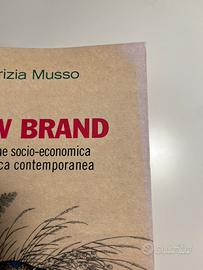 rizia Musso
W BRAND
ne socio-economica
ca contemporanea
subito